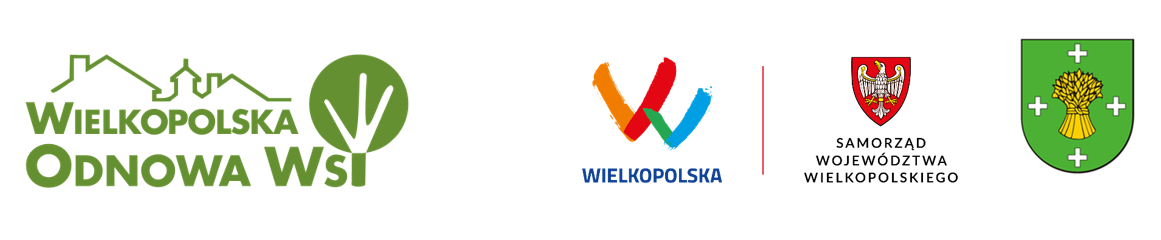 WIELKOPOLSKA
ODNOWA WSI
WIELKOPOLSKA
SAMORZĄD
WOJEWÓDZTWA
WIELKOPOLSKIEGO